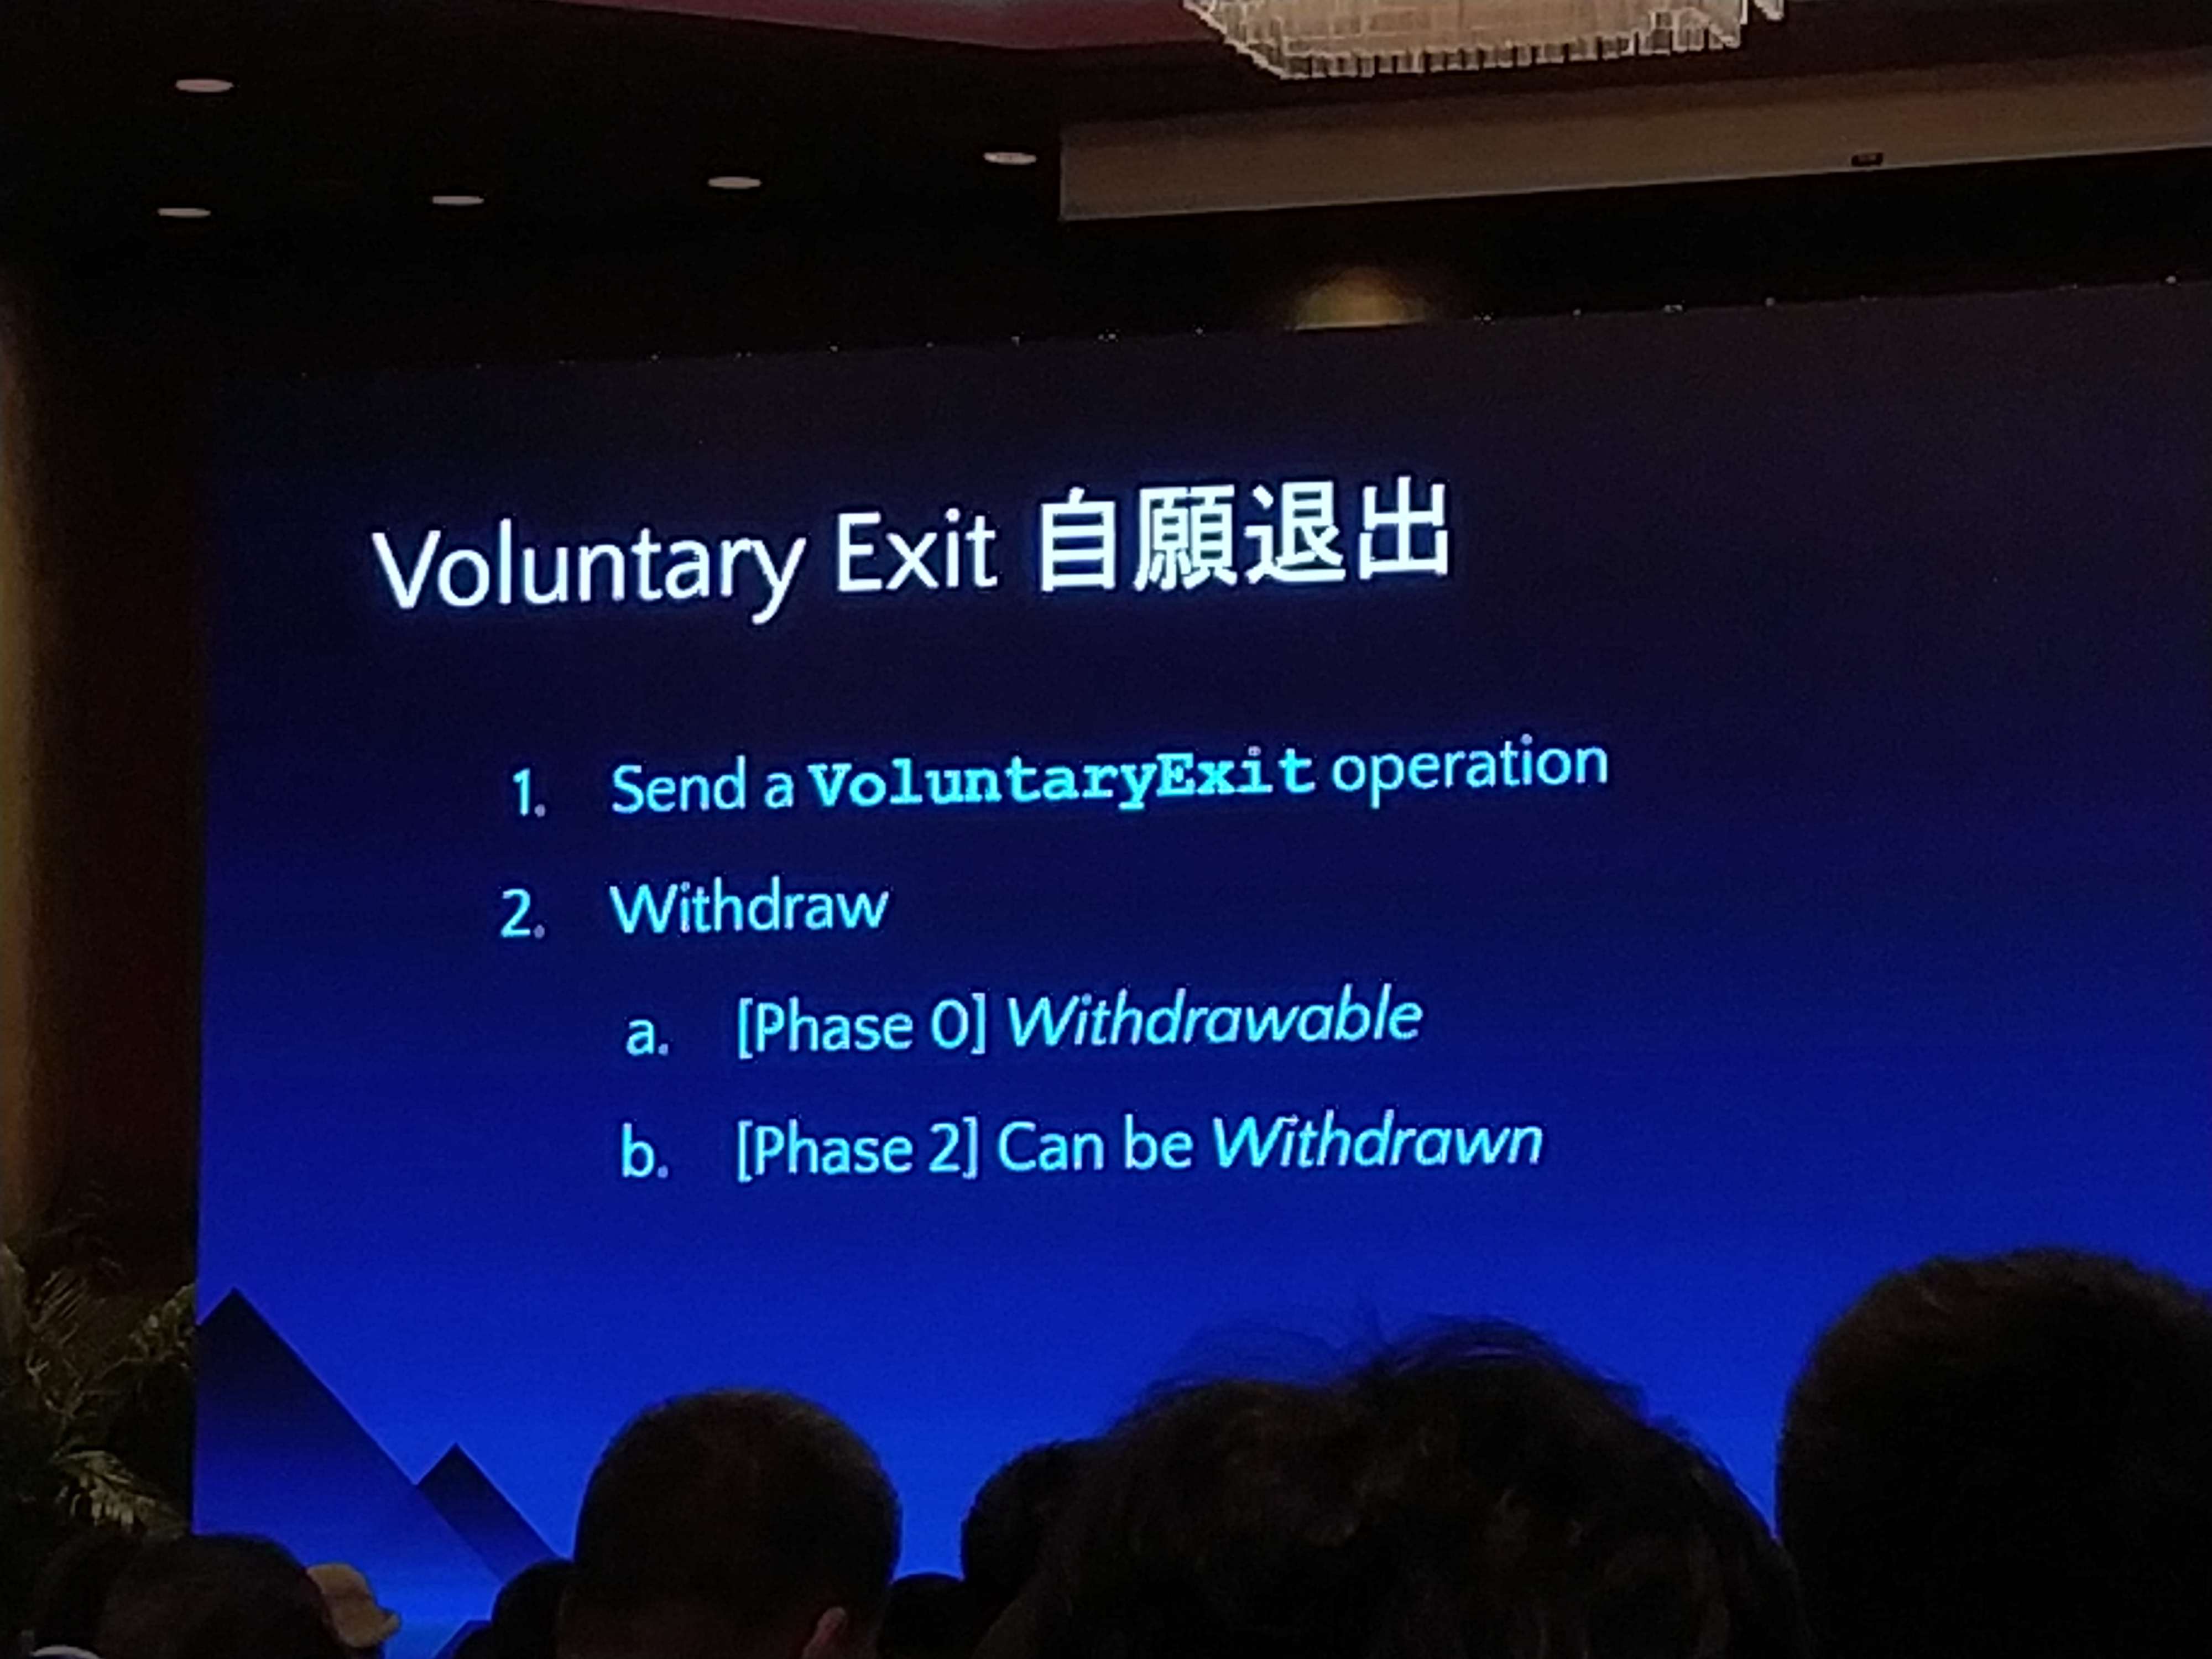 Voluntary Exit 自願退出
1. Send a VoluntaryExit operation
2. Withdraw
a. [Phase 0] Withdrawable
b. [Phase 2] Can be Withdrawn